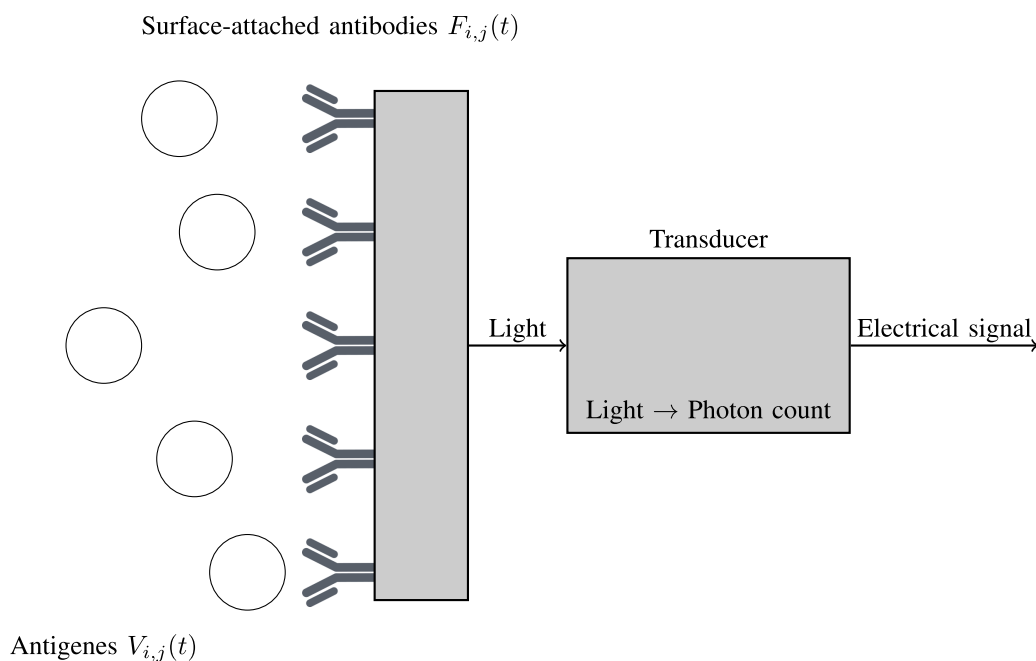 Surface-attached antibodies $F_{i,j}(t)$
Transducer
Light
Electrical signal
Light → Photon count
Antigenes $V_{i,j}(t)$